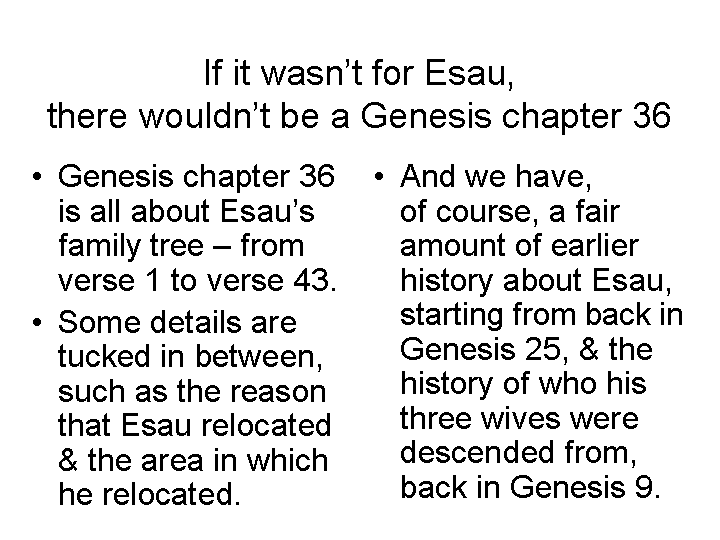 If it wasn’t for Esau,
there wouldn’t be a Genesis chapter 36
• Genesis chapter 36
is all about Esau’s
family tree – from
verse 1 to verse 43.
• Some details are
tucked in between,
such as the reason
that Esau relocated
& the area in which
he relocated.
• And we have,
of course, a fair
amount of earlier
history about Esau,
starting from back in
Genesis 25, & the
history of who his
three wives were
descended from,
back in Genesis 9.